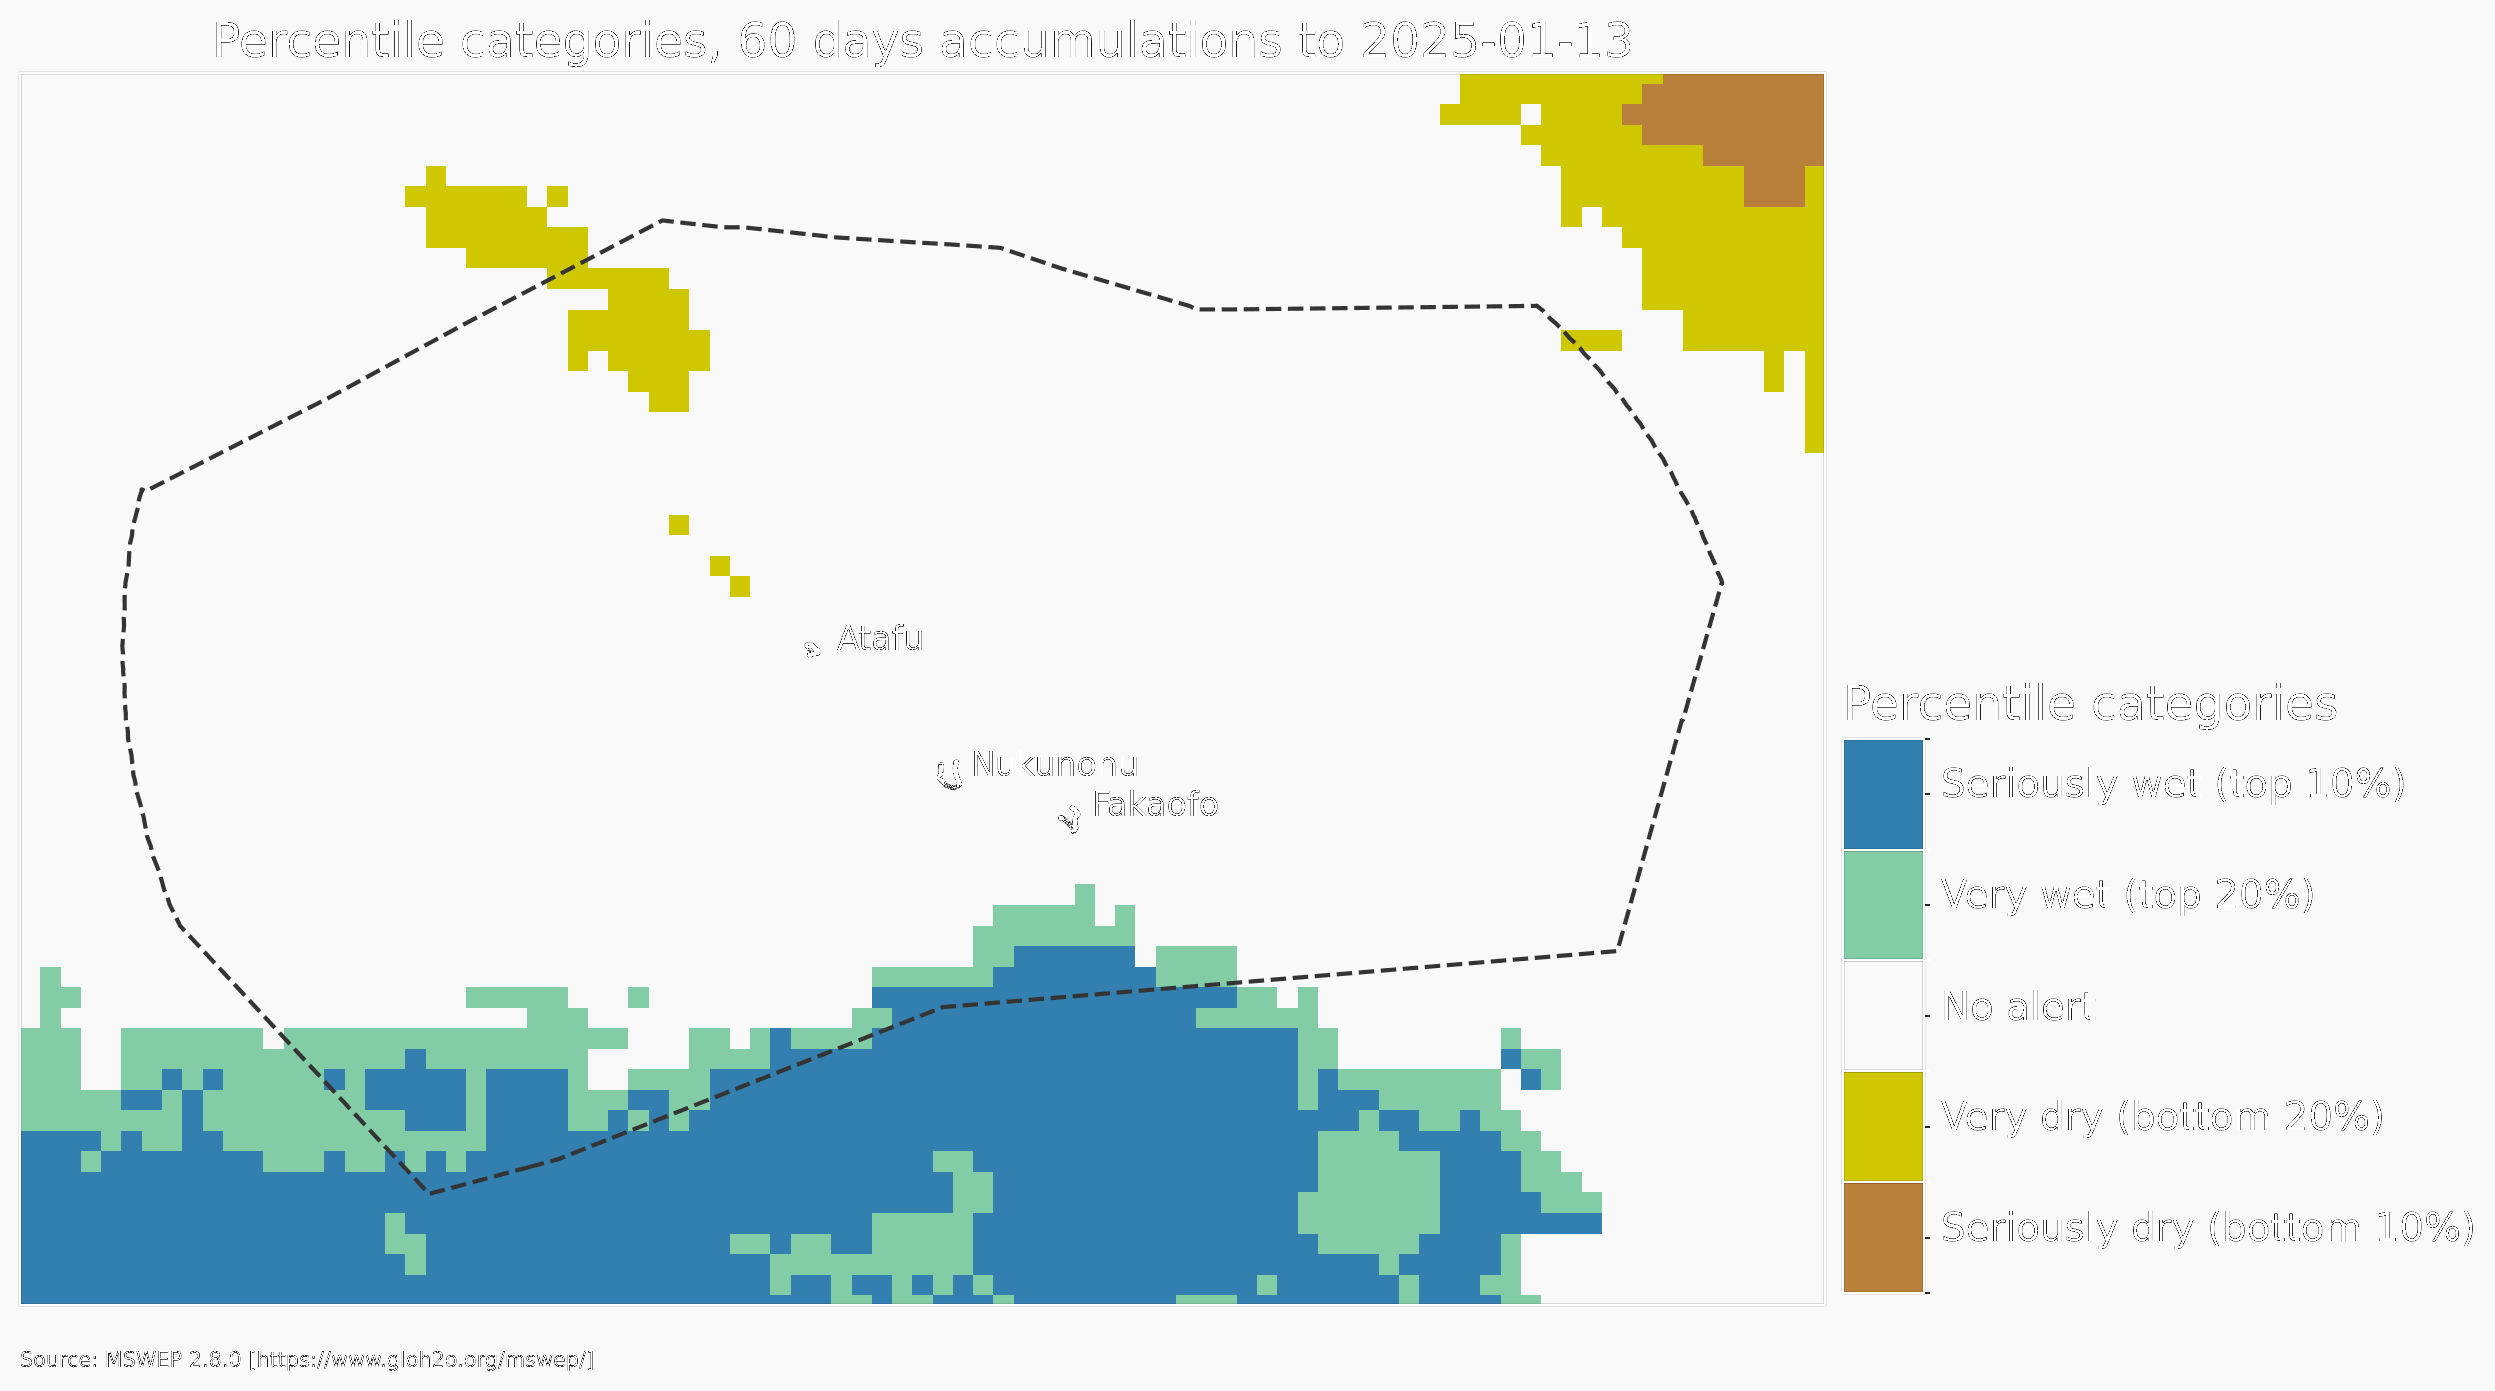 Percentile categories, 60 days accumulations to 2025-01-13
Atafu
Nukunonu
Fakaofo
Percentile categories
Seriously wet (top 10%)
Very wet (top 20%)
No alert
Very dry (bottom 20%)
Seriously dry (bottom 10%)
Source: MSWEP 2.8.0 [https://www.gloh2o.org/mswep/]